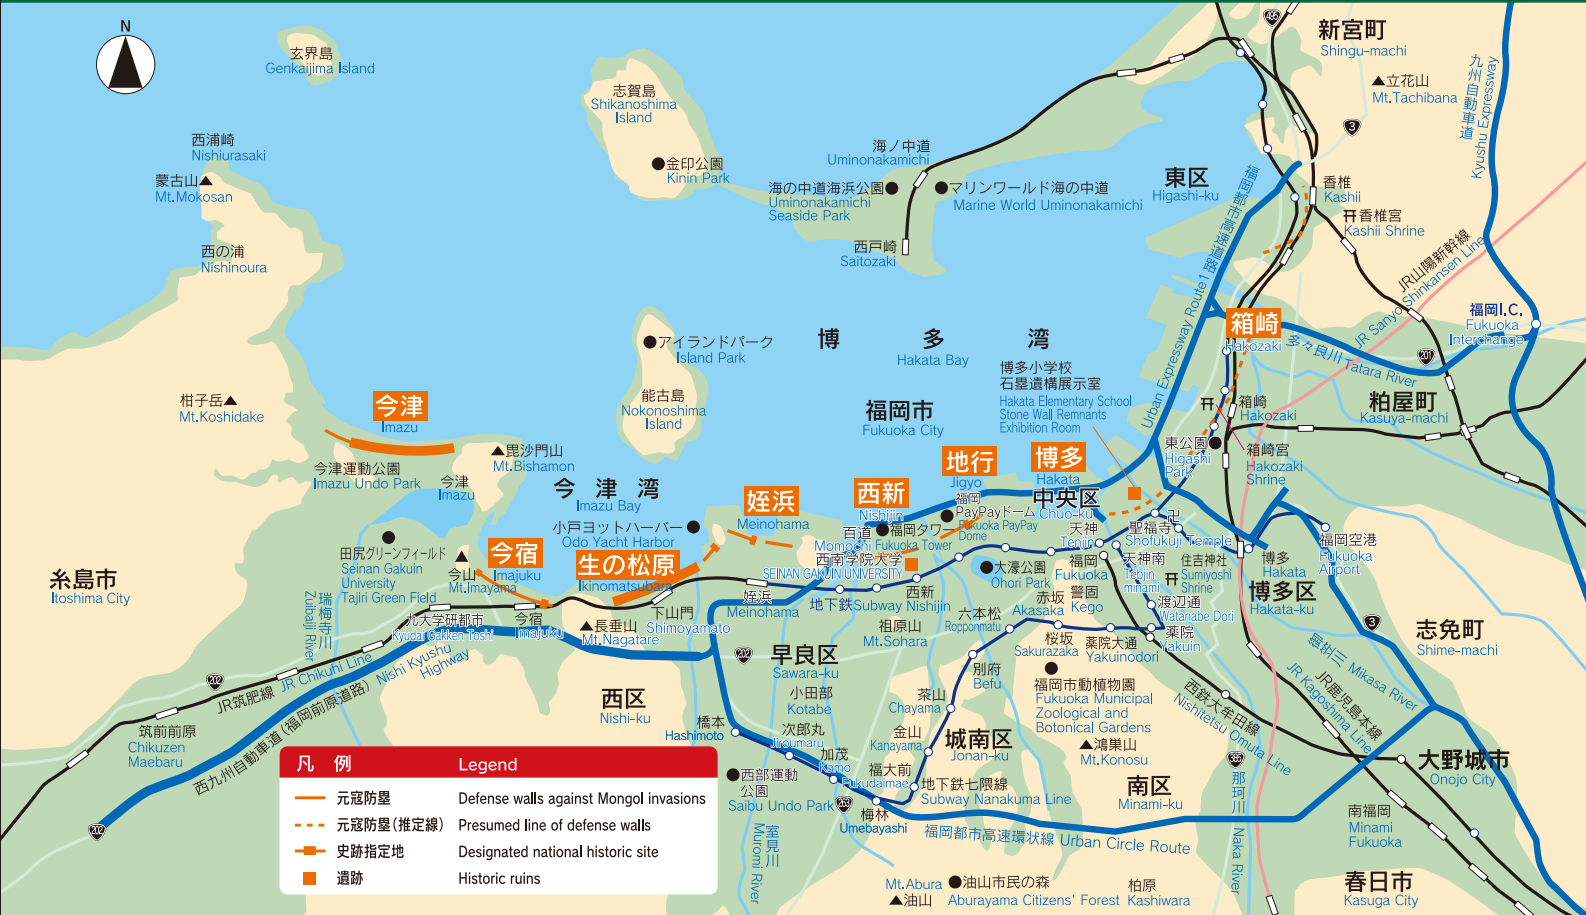 N
玄界島
Genkaijima Island
志賀島
Shikanoshima
Island
金印公園
Kinin Park
西浦崎
Nishiurasaki
蒙古山
Mt.Mokosan
西の浦
Nishinoura
海ノ中道
Uminonakamichi
海の中道海浜公園
Uminonakamichi
Seaside Park
マリンワールド海の中道
Marine World Uminonakamichi
西戸崎
Saitozaki
495
新宮町
Shingu-machi
立花山
Mt.Tachibana
九州自動車道
Kyushu Expressway
3
東区
Higashi-ku
香椎
Kashii
香椎宮
Kashii Shrine
福岡都市高速道路1
Urban Expressway Route 1
JR山陽新幹線
JR Sanyo Shinkansen Line
福岡I.C.
Fukuoka
Interchange
箱崎
Hakozaki
多々良川 Tatara River
201
アイランドパーク
Island Park
能古島
Nokonoshima
Island
博多湾
Hakata Bay
博多小学校
石塁遺構展示室
Hakata Elementary School
Stone Wall Remnants
Exhibition Room
福岡市
Fukuoka City
柑子岳
Mt.Koshidake
今津
Imazu
毘沙門山
Mt.Bishamon
今津運動公園
Imazu Undo Park
今津
Imazu
今津湾
Imazu Bay
小戸ヨットハーバー
Odo Yacht Harbor
姪浜
Meinohama
西新
Nishijin
地行
Jigyo
博多
Hakata
箱崎
Hakozaki
粕屋町
Kasuya-machi
東公園
Higashi
Park
箱崎宮
Hakozaki
Shrine
中央区
Chuo-ku
福岡
PayPayドーム
Fukuoka PayPay
Dome
百道
Momochi
福岡タワー
Fukuoka Tower
西南学院大学
SEINAN GAKUIN UNIVERSITY
天神
Tenjin
聖福寺
Shofukuji Temple
天神南
Tenjin
minami
住吉神社
Sumiyoshi
Shrine
博多
Hakata
福岡空港
Fukuoka
Airport
田尻グリーンフィールド
Seinan Gakuin
University
Tajiri Green Field
今山
Mt.Imayama
今宿
Imajuku
生の松原
Ikinomatsubara
糸島市
Itoshima City
瑞梅寺川
Zuibaiji River
九大学研都市
Kyudai Gakken Toshi
今宿
Imajuku
長垂山
Mt.Nagatare
下山門
Shimoyamato
姪浜
Meinohama
地下鉄 Subway
西新
Nishijin
大濠公園
Ohori Park
福岡
Fukuoka
赤坂
Akasaka
警固
Kego
渡辺通
Watanabe Dori
薬院
Yakuin
博多区
Hakata-ku
祖原山
Mt.Sohara
六本松
Ropponmatu
桜坂
Sakurazaka
薬院大通
Yakuinodori
志免町
Shime-machi
3
御笠川 Mikasa River
202
202
JR筑肥線 JR Chikuhi Line
西九州自動車道(福岡前原道路) Nishi Kyushu
Highway
西区
Nishi-ku
早良区
Sawara-ku
小田部
Kotabe
別府
Befu
福岡市動植物園
Fukuoka Municipal
Zoological and
Botonical Gardens
茶山
Chayama
西鉄大牟田線
Nishitetsu Omuta Line
JR鹿児島本線
JR Kagoshima Line
筑前前原
Chikuzen
Maebaru
橋本
Hashimoto
次郎丸
Jiroumaru
金山
Kanayama
城南区
Jonan-ku
鴻巣山
Mt.Konosu
南区
Minami-ku
385
大野城市
Onojo City
加茂
Kamo
福大前
Fukudaimae
地下鉄七隈線
Subway Nanakuma Line
西部運動
公園
Saibu Undo Park
263
梅林
Umebayashi
福岡都市高速環状線 Urban Circle Route
那珂川 Naka River
南福岡
Minami
Fukuoka
室見川
Muromi River
Mt.Abura
油山
油山市民の森
Aburayama Citizens' Forest
柏原
Kashiwara
春日市
Kasuga City
202
凡例 Legend
元寇防塁 Defense walls against Mongol invasions
元寇防塁(推定線) Presumed line of defense walls
史跡指定地 Designated national historic site
遺跡 Historic ruins